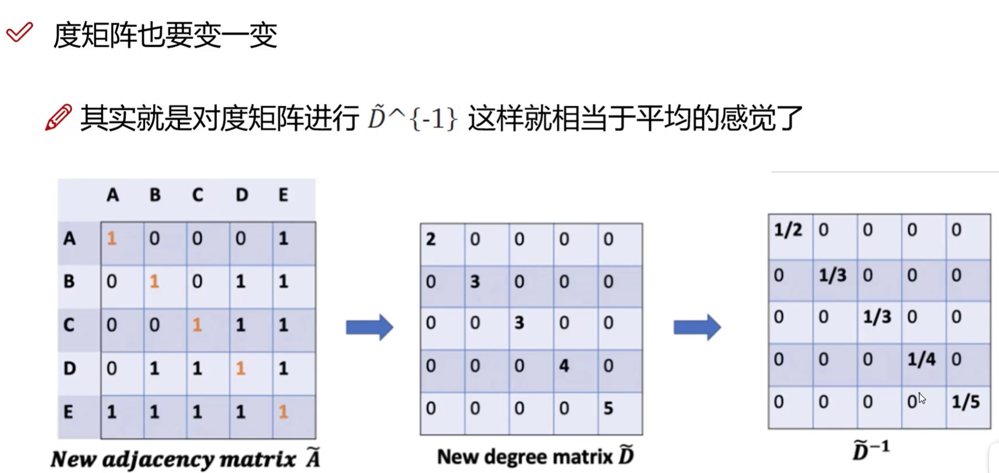 度矩阵也要变一变
其实就是对度矩阵进行 D̃^{-1} 这样就相当于平均的感觉了
A B C D E
A 1 0 0 0 1
B 0 1 0 1 1
C 0 0 1 1 1
D 0 1 1 1 1
E 1 1 1 1 1
New adjacency matrix Ã
2 0 0 0 0
0 3 0 0 0
0 0 3 0 0
0 0 0 4 0
0 0 0 0 5
New degree matrix D̃
1/2 0 0 0 0
0 1/3 0 0 0
0 0 1/3 0 0
0 0 0 1/4 0
0 0 0 0 1/5
D̃⁻¹